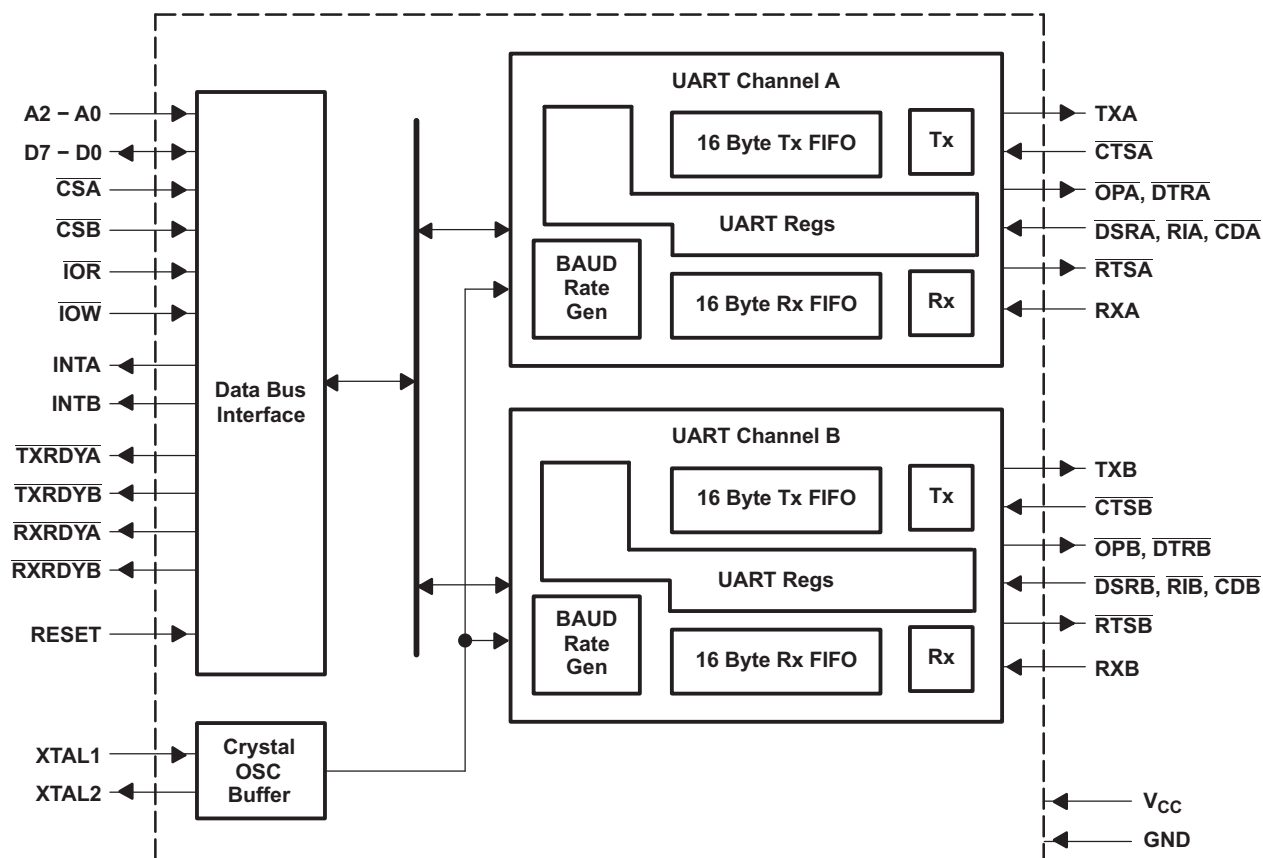 A2 − A0
D7 − D0
CSA
CSB
IOR
IOW
INTA
INTB
TXRDYA
TXRDYB
RXRDYA
RXRDYB
RESET
XTAL1
XTAL2
Data Bus
Interface
Crystal
OSC
Buffer
UART Channel A
16 Byte Tx FIFO
Tx
UART Regs
BAUD
Rate
Gen
16 Byte Rx FIFO
Rx
UART Channel B
16 Byte Tx FIFO
Tx
UART Regs
BAUD
Rate
Gen
16 Byte Rx FIFO
Rx
TXA
CTSA
OPA, DTRA
DSRA, RIA, CDA
RTSA
RXA
TXB
CTSB
OPB, DTRB
DSRB, RIB, CDB
RTSB
RXB
VCC
GND